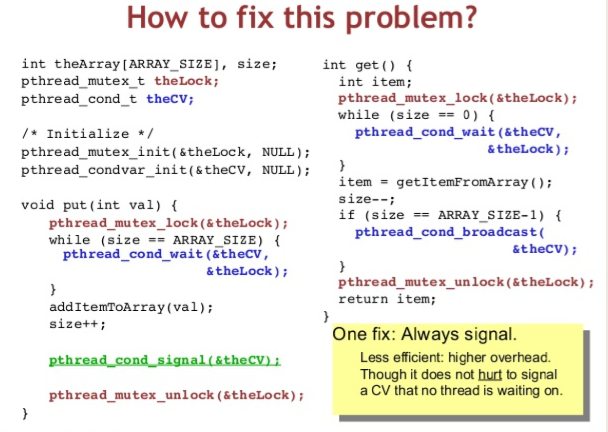 How to fix this problem?
int theArray[ARRAY_SIZE], size;
pthread_mutex_t theLock;
pthread_cond_t theCV;
/* Initialize */
pthread_mutex_init(&theLock, NULL);
pthread_condvar_init(&theCV, NULL);
void put(int val) {
pthread_mutex_lock(&theLock);
while (size == ARRAY_SIZE) {
pthread_cond_wait(&theCV,
&theLock);
}
addItemToArray(val);
size++;
pthread_cond_signal(&theCV);
pthread_mutex_unlock(&theLock);
}
int get() {
int item;
pthread_mutex_lock(&theLock);
while (size == 0) {
pthread_cond_wait(&theCV,
&theLock);
}
item = getItemFromArray();
size--;
if (size == ARRAY_SIZE-1) {
pthread_cond_broadcast(
&theCV);
}
pthread_mutex_unlock(&theLock);
return item;
}
One fix: Always signal.
Less efficient: higher overhead.
Though it does not hurt to signal
a CV that no thread is waiting on.